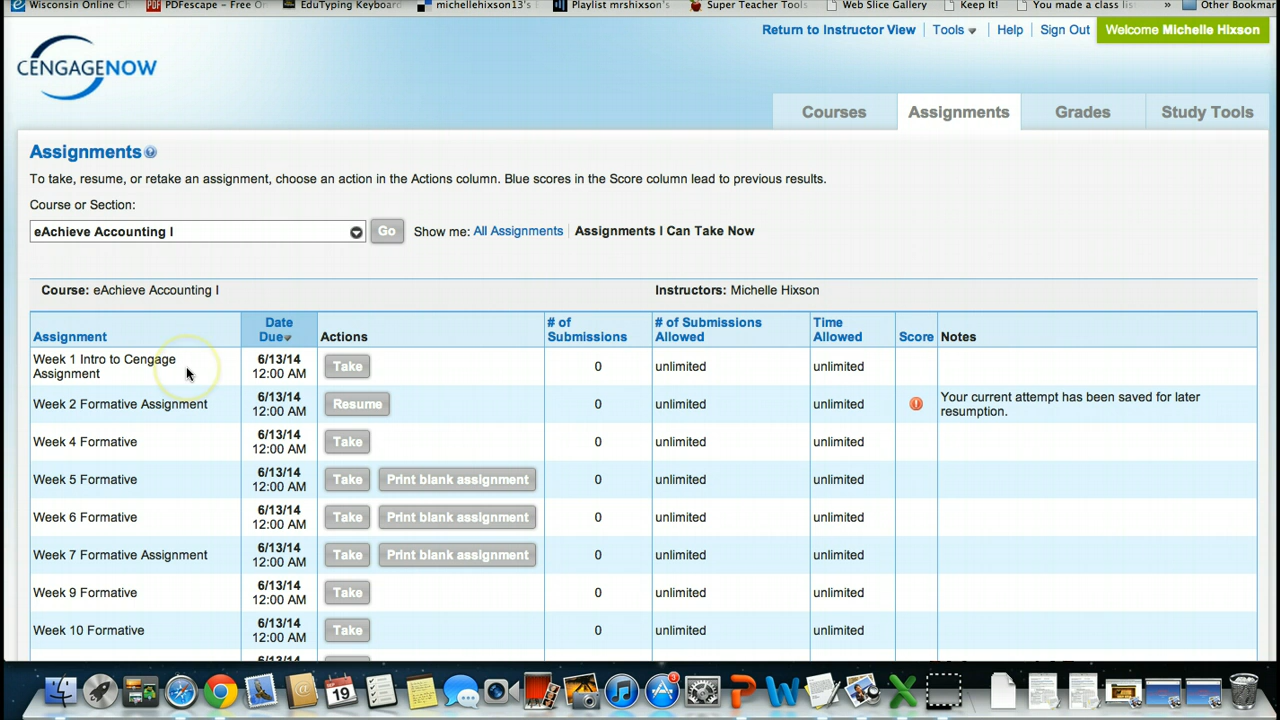 Wisconsin Online Ch PDFescape - Free O EduTyping Keyboard michellehixson13's Playlist mrshixson's Super Teacher Tools Web Slice Gallery Keep It! You made a class list » Other Bookmar
Return to Instructor View Tools Help Sign Out Welcome Michelle Hixson
CENGAGENOW
Courses Assignments Grades Study Tools
Assignments ?
To take, resume, or retake an assignment, choose an action in the Actions column. Blue scores in the Score column lead to previous results.
Course or Section:
eAchieve Accounting I Go Show me: All Assignments Assignments I Can Take Now
Course: eAchieve Accounting I Instructors: Michelle Hixson
Assignment Date Due Actions # of Submissions # of Submissions Allowed Time Allowed Score Notes
Week 1 Intro to Cengage Assignment 6/13/14 12:00 AM Take 0 unlimited unlimited
Week 2 Formative Assignment 6/13/14 12:00 AM Resume 0 unlimited unlimited Your current attempt has been saved for later resumption.
Week 4 Formative 6/13/14 12:00 AM Take 0 unlimited unlimited
Week 5 Formative 6/13/14 12:00 AM Take Print blank assignment 0 unlimited unlimited
Week 6 Formative 6/13/14 12:00 AM Take Print blank assignment 0 unlimited unlimited
Week 7 Formative Assignment 6/13/14 12:00 AM Take Print blank assignment 0 unlimited unlimited
Week 9 Formative 6/13/14 12:00 AM Take 0 unlimited unlimited
Week 10 Formative 6/13/14 12:00 AM Take 0 unlimited unlimited
6/13/14
19 3